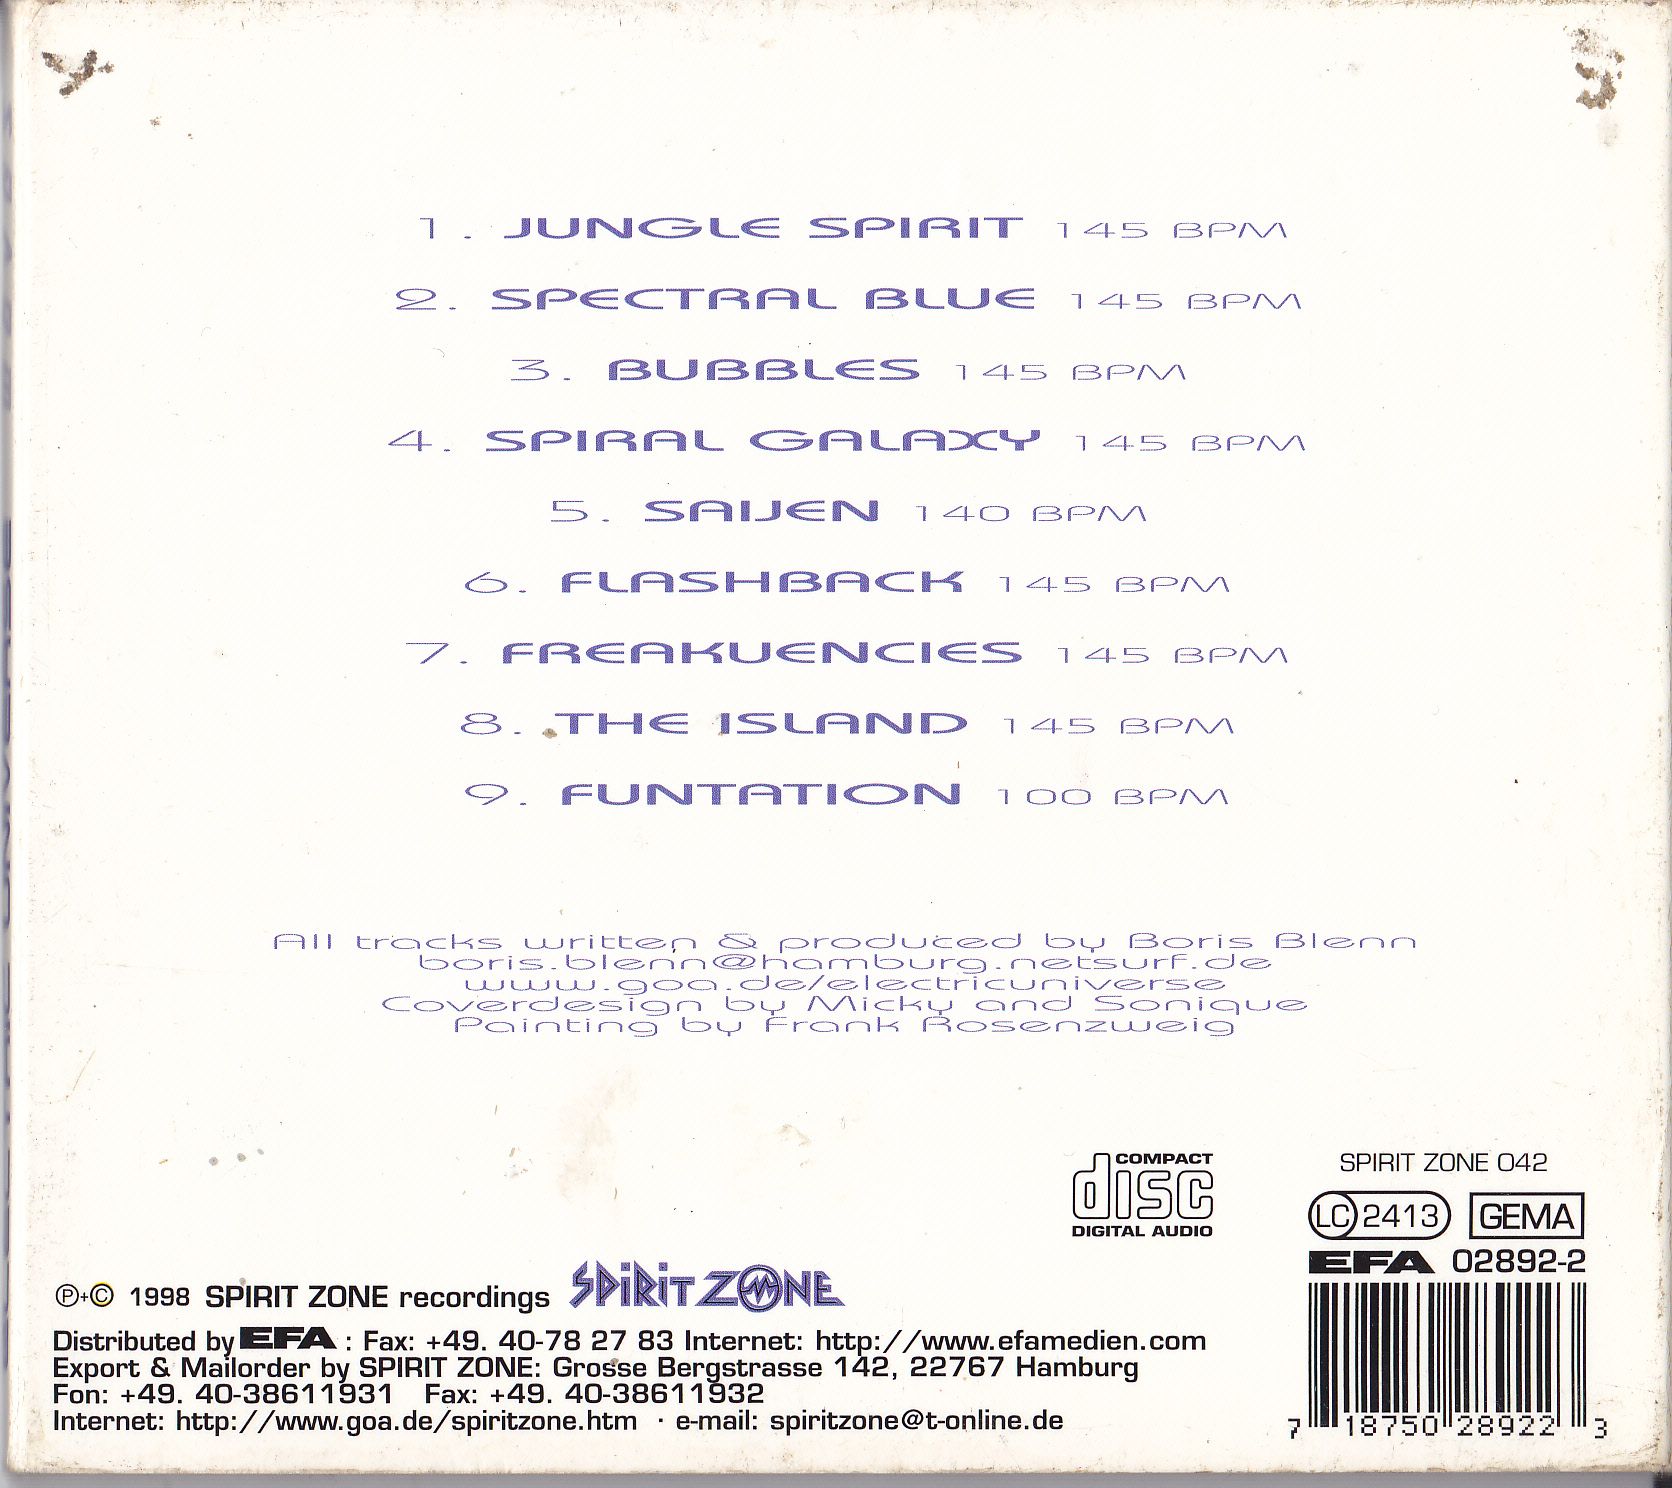 1. JUNGLE SPIRIT 145 BPM
2. SPECTRAL BLUE 145 BPM
3. BUBBLES 145 BPM
4. SPIRAL GALAXY 145 BPM
5. SAIJEN 140 BPM
6. FLASHBACK 145 BPM
7. FREAKUENCIES 145 BPM
8. THE ISLAND 145 BPM
9. FUNTATION 100 BPM
All tracks written & produced by Boris Blenn
boris.blenn@hamburg.netsurf.de
www.goa.de/electricuniverse
Coverdesign by Micky and Sonique
Painting by Frank Rosenzweig
COMPACT
disc
DIGITAL AUDIO
SPIRIT ZONE 042
LC 2413 GEMA
EFA 02892-2
7 18750 28922 3
℗+© 1998 SPIRIT ZONE recordings SPIRIT ZONE
Distributed by EFA : Fax: +49. 40-78 27 83 Internet: http://www.efamedien.com
Export & Mailorder by SPIRIT ZONE: Grosse Bergstrasse 142, 22767 Hamburg
Fon: +49. 40-38611931 Fax: +49. 40-38611932
Internet: http://www.goa.de/spiritzone.htm · e-mail: spiritzone@t-online.de